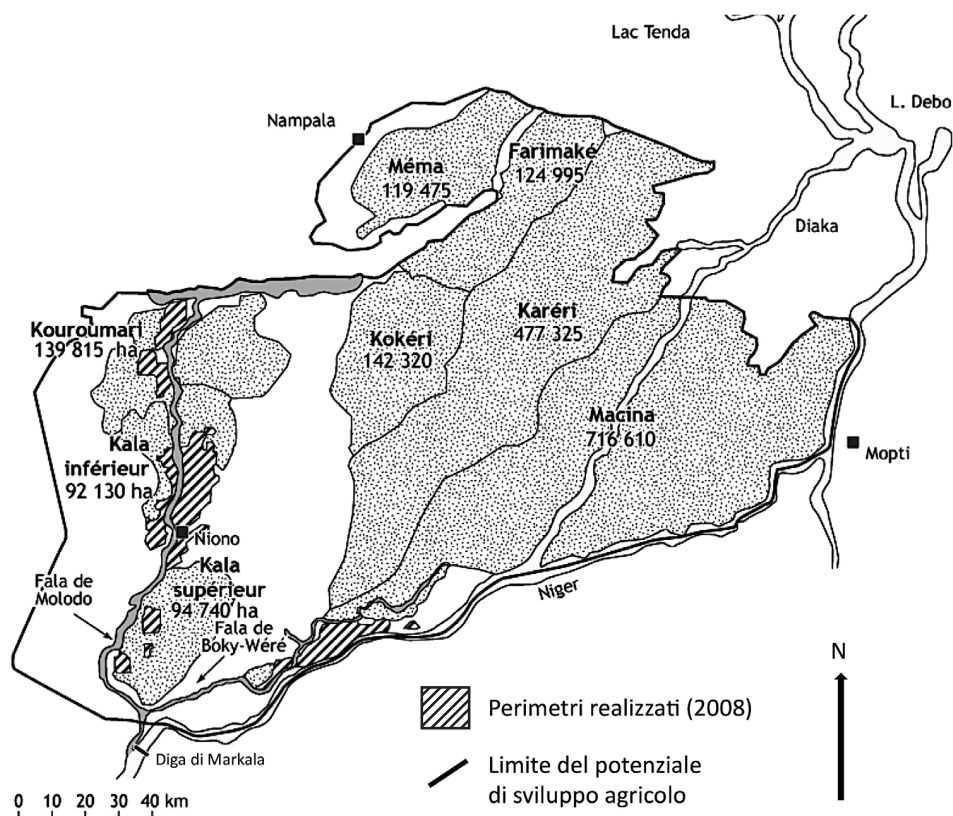 Lac Tenda
L. Debo
Nampala
Méma
119 475
Farimaké
124 995
Diaka
Kouroumari
139 815 ha
Kokéri
142 320
Karéri
477 325
Macina
716 610
Mopti
Kala
inférieur
92 130 ha
Niono
Kala
supérieur
94 740 ha
Fala de
Molodo
Fala de
Boky-Wéré
Niger
N
Perimetri realizzati (2008)
Diga di Markala
Limite del potenziale
di sviluppo agricolo
0 10 20 30 40 km